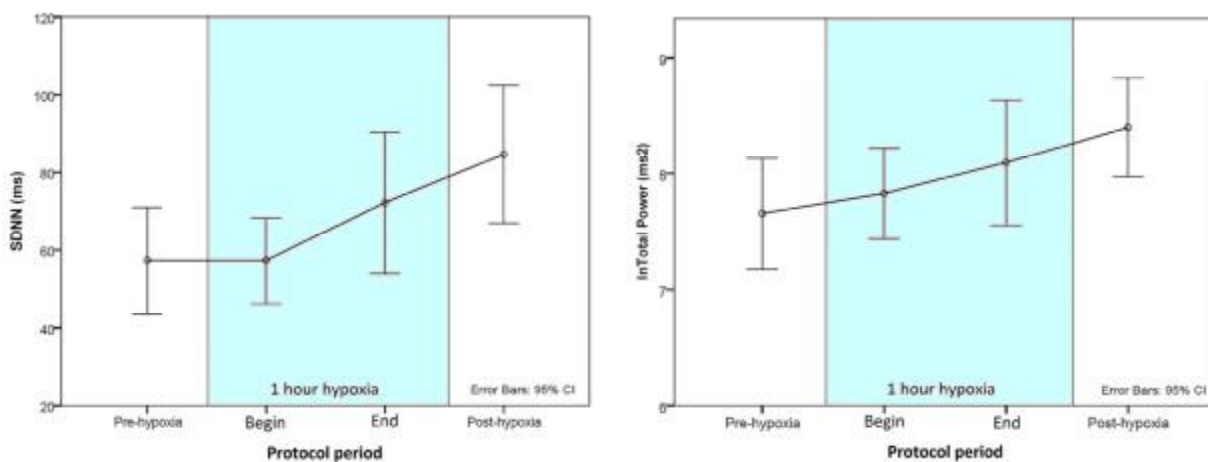 120
100
80
60
40
20
SDNN (ms)
1 hour hypoxia
Error Bars: 95% CI
Pre-hypoxia
Begin
End
Post-hypoxia
Protocol period
9
8
7
6
lnTotal Power (ms2)
1 hour hypoxia
Error Bars: 95% CI
Pre-hypoxia
Begin
End
Post-hypoxia
Protocol period